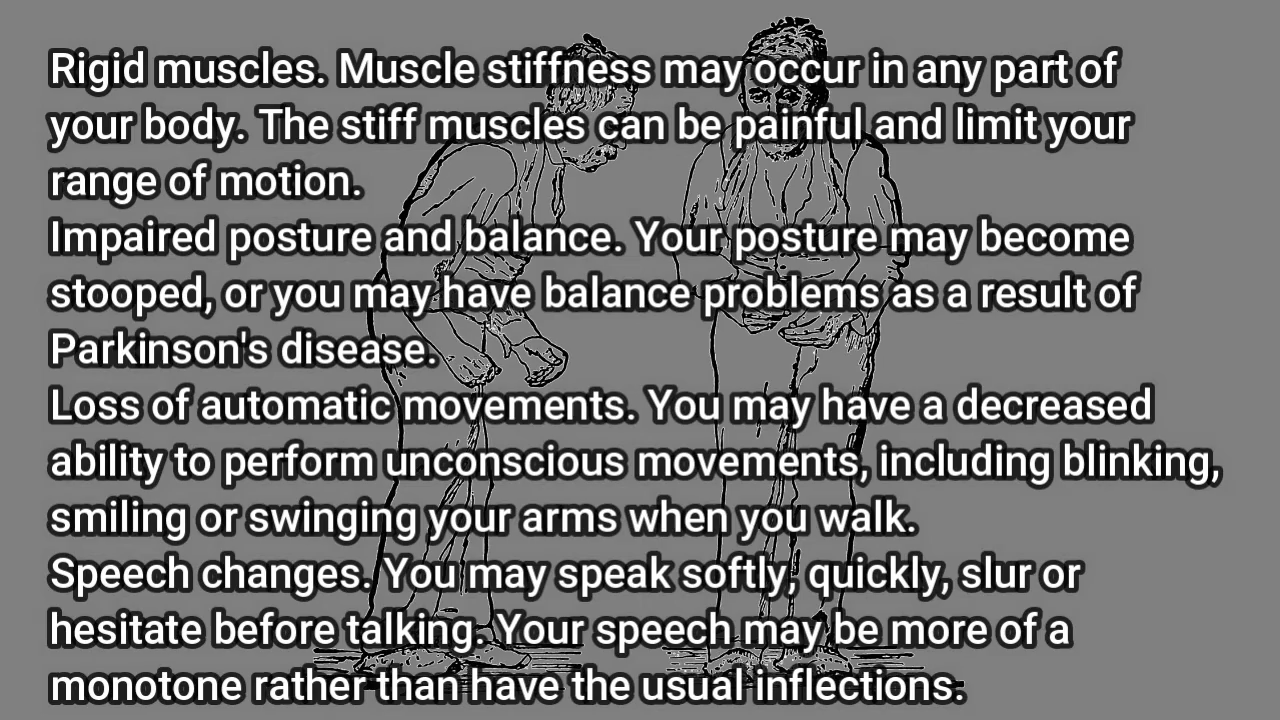 Rigid muscles. Muscle stiffness may occur in any part of
your body. The stiff muscles can be painful and limit your
range of motion.
Impaired posture and balance. Your posture may become
stooped, or you may have balance problems as a result of
Parkinson's disease.
Loss of automatic movements. You may have a decreased
ability to perform unconscious movements, including blinking,
smiling or swinging your arms when you walk.
Speech changes. You may speak softly, quickly, slur or
hesitate before talking. Your speech may be more of a
monotone rather than have the usual inflections.